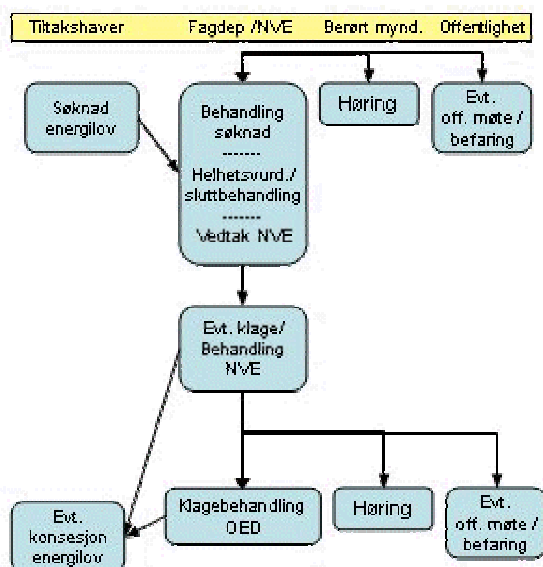 Tiltakshaver Fagdep /NVE Berørt mynd. Offentlighet
Søknad
energilov
Behandling
søknad
-------
Helhetsvurd./
sluttbehandling
-------
Vedtak NVE
Høring
Evt.
off. møte /
befaring
Evt. klage/
Behandling
NVE
Evt.
konsesjon
energilov
Klagebehandling
OED
Høring
Evt.
off. møte /
befaring